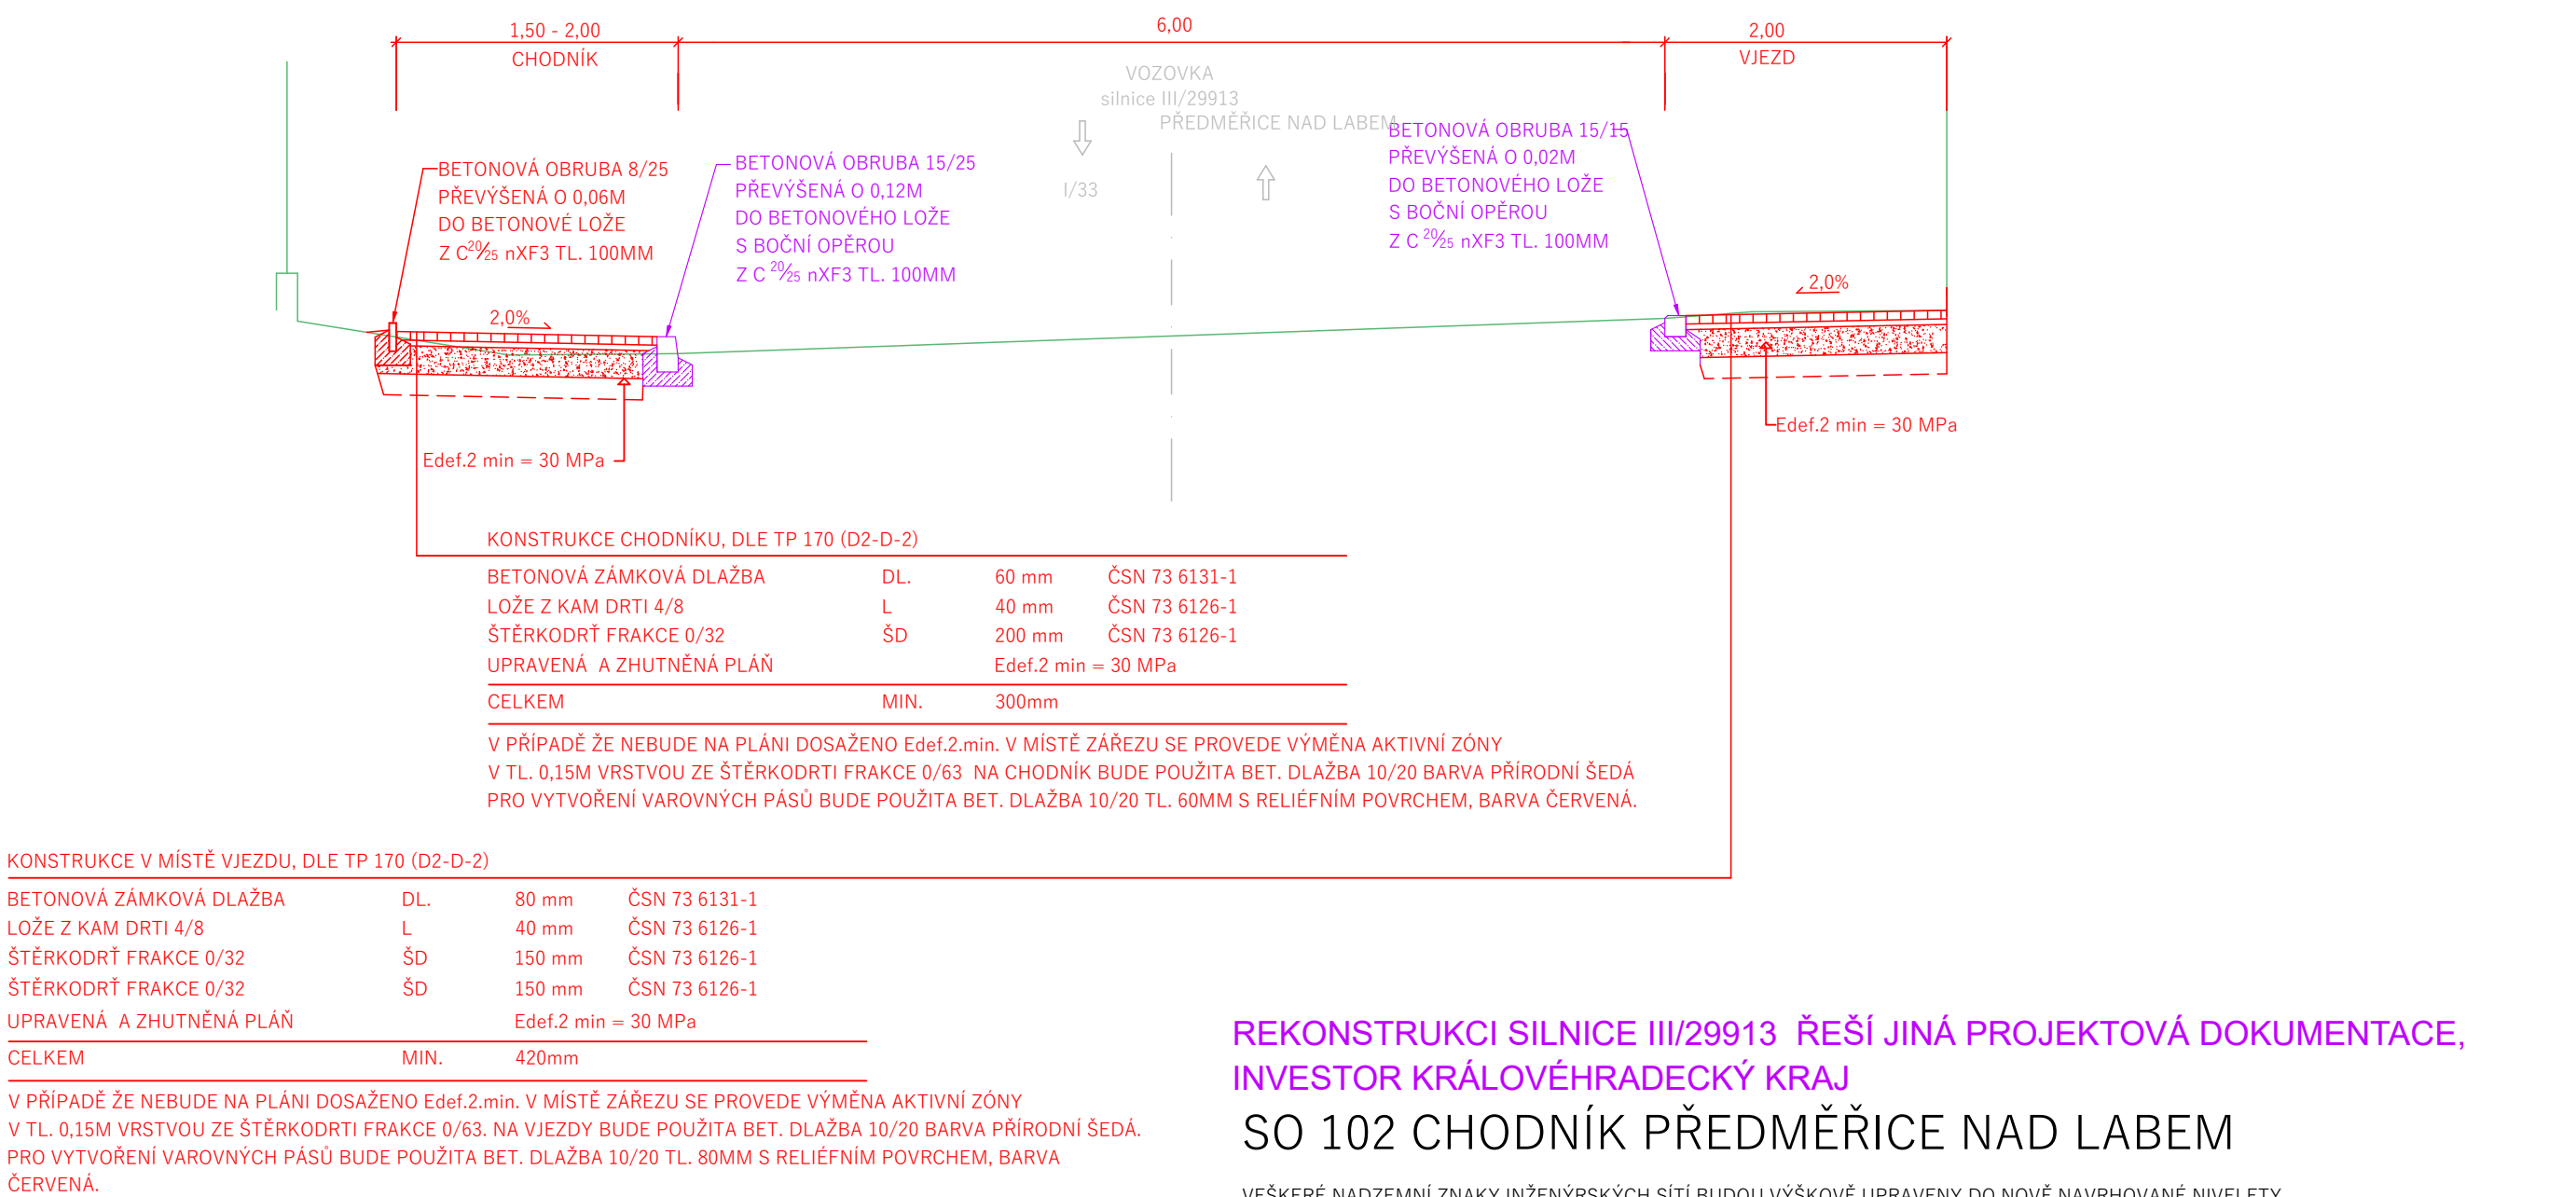 1,50 - 2,00
CHODNÍK
6,00
2,00
VJEZD
VOZOVKA
silnice III/29913
PŘEDMĚŘICE NAD LABEM
I/33
BETONOVÁ OBRUBA 8/25
PŘEVÝŠENÁ O 0,06M
DO BETONOVÉ LOŽE
Z C20/25 nXF3 TL. 100MM
BETONOVÁ OBRUBA 15/25
PŘEVÝŠENÁ O 0,12M
DO BETONOVÉHO LOŽE
S BOČNÍ OPĚROU
Z C 20/25 nXF3 TL. 100MM
BETONOVÁ OBRUBA 15/15
PŘEVÝŠENÁ O 0,02M
DO BETONOVÉHO LOŽE
S BOČNÍ OPĚROU
Z C 20/25 nXF3 TL. 100MM
2,0%
2,0%
Edef.2 min = 30 MPa
Edef.2 min = 30 MPa
KONSTRUKCE CHODNÍKU, DLE TP 170 (D2-D-2)
BETONOVÁ ZÁMKOVÁ DLAŽBA DL. 60 mm ČSN 73 6131-1
LOŽE Z KAM DRTI 4/8 L 40 mm ČSN 73 6126-1
ŠTĚRKODRŤ FRAKCE 0/32 ŠD 200 mm ČSN 73 6126-1
UPRAVENÁ A ZHUTNĚNÁ PLÁŇ Edef.2 min = 30 MPa
CELKEM MIN. 300mm
V PŘÍPADĚ ŽE NEBUDE NA PLÁNI DOSAŽENO Edef.2.min. V MÍSTĚ ZÁŘEZU SE PROVEDE VÝMĚNA AKTIVNÍ ZÓNY
V TL. 0,15M VRSTVOU ZE ŠTĚRKODRTI FRAKCE 0/63 NA CHODNÍK BUDE POUŽITA BET. DLAŽBA 10/20 BARVA PŘÍRODNÍ ŠEDÁ
PRO VYTVOŘENÍ VAROVNÝCH PÁSŮ BUDE POUŽITA BET. DLAŽBA 10/20 TL. 60MM S RELIÉFNÍM POVRCHEM, BARVA ČERVENÁ.
KONSTRUKCE V MÍSTĚ VJEZDU, DLE TP 170 (D2-D-2)
BETONOVÁ ZÁMKOVÁ DLAŽBA DL. 80 mm ČSN 73 6131-1
LOŽE Z KAM DRTI 4/8 L 40 mm ČSN 73 6126-1
ŠTĚRKODRŤ FRAKCE 0/32 ŠD 150 mm ČSN 73 6126-1
ŠTĚRKODRŤ FRAKCE 0/32 ŠD 150 mm ČSN 73 6126-1
UPRAVENÁ A ZHUTNĚNÁ PLÁŇ Edef.2 min = 30 MPa
CELKEM MIN. 420mm
V PŘÍPADĚ ŽE NEBUDE NA PLÁNI DOSAŽENO Edef.2.min. V MÍSTĚ ZÁŘEZU SE PROVEDE VÝMĚNA AKTIVNÍ ZÓNY
V TL. 0,15M VRSTVOU ZE ŠTĚRKODRTI FRAKCE 0/63. NA VJEZDY BUDE POUŽITA BET. DLAŽBA 10/20 BARVA PŘÍRODNÍ ŠEDÁ.
PRO VYTVOŘENÍ VAROVNÝCH PÁSŮ BUDE POUŽITA BET. DLAŽBA 10/20 TL. 80MM S RELIÉFNÍM POVRCHEM, BARVA
ČERVENÁ.
REKONSTRUKCI SILNICE III/29913 ŘEŠÍ JINÁ PROJEKTOVÁ DOKUMENTACE,
INVESTOR KRÁLOVÉHRADECKÝ KRAJ
SO 102 CHODNÍK PŘEDMĚŘICE NAD LABEM
VEŠKERÉ NADZEMNÍ ZNAKY INŽENÝRSKÝCH SÍTÍ BUDOU VÝŠKOVĚ UPRAVENY DO NOVĚ NAVRHOVANÉ NIVELETY